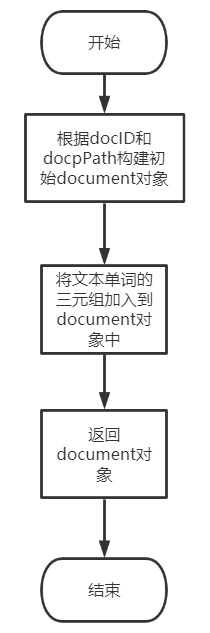 开始
根据docID和
docpPath构建初
始document对象
将文本单词的
三元组加入到
document对
象中
返回
document对
象
结束